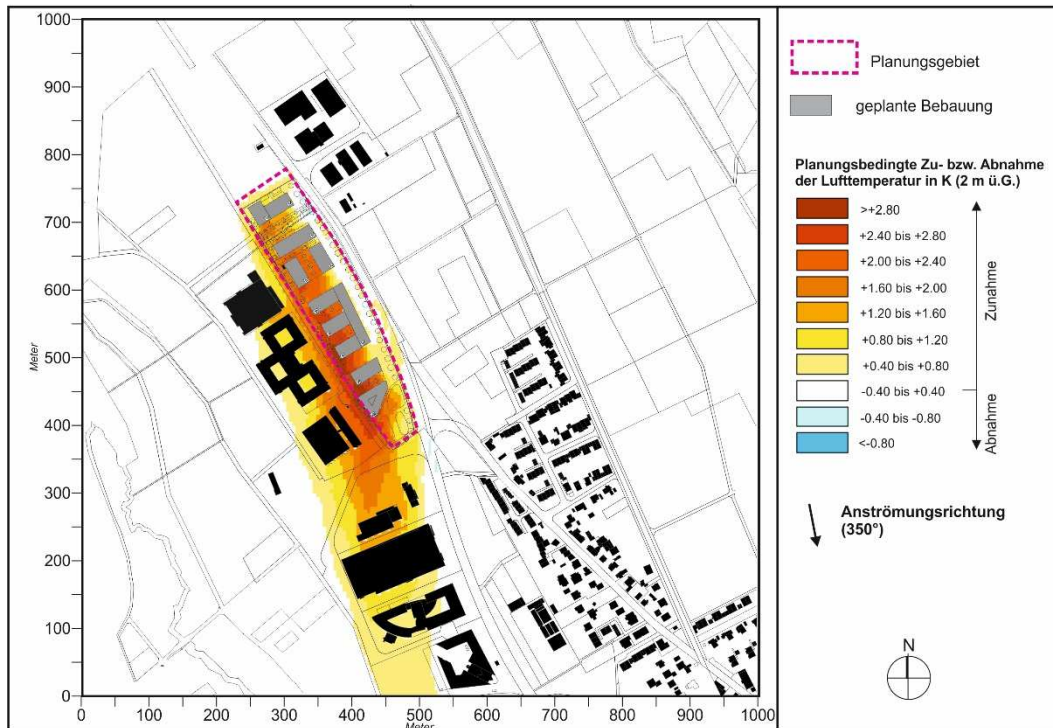 1000
900
800
700
600
500
400
300
200
100
0
Meter
0 100 200 300 400 500 600 700 800 900 1000
Meter
Planungsgebiet
geplante Bebauung
Planungsbedingte Zu- bzw. Abnahme
der Lufttemperatur in K (2 m ü.G.)
>+2.80
+2.40 bis +2.80
+2.00 bis +2.40
+1.60 bis +2.00
+1.20 bis +1.60
+0.80 bis +1.20
+0.40 bis +0.80
-0.40 bis +0.40
-0.40 bis -0.80
<-0.80
Zunahme
Abnahme
Anströmungsrichtung
(350°)
N